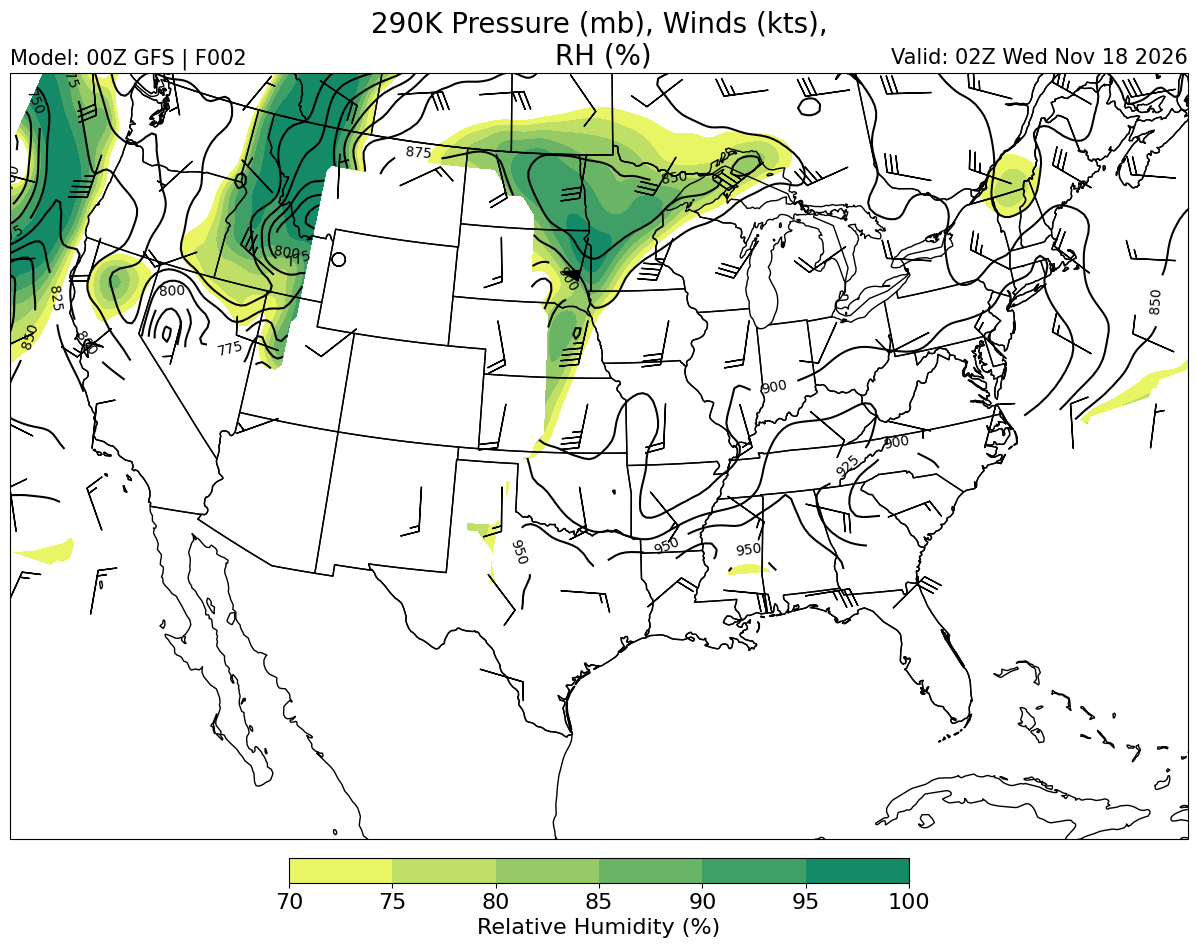 290K Pressure (mb), Winds (kts),
RH (%)
Model: 00Z GFS | F002
Valid: 02Z Wed Nov 18 2026
875
850
850
825
800
800
775
775
800
850
850
900
900
925
950
950
950
70 75 80 85 90 95 100
Relative Humidity (%)